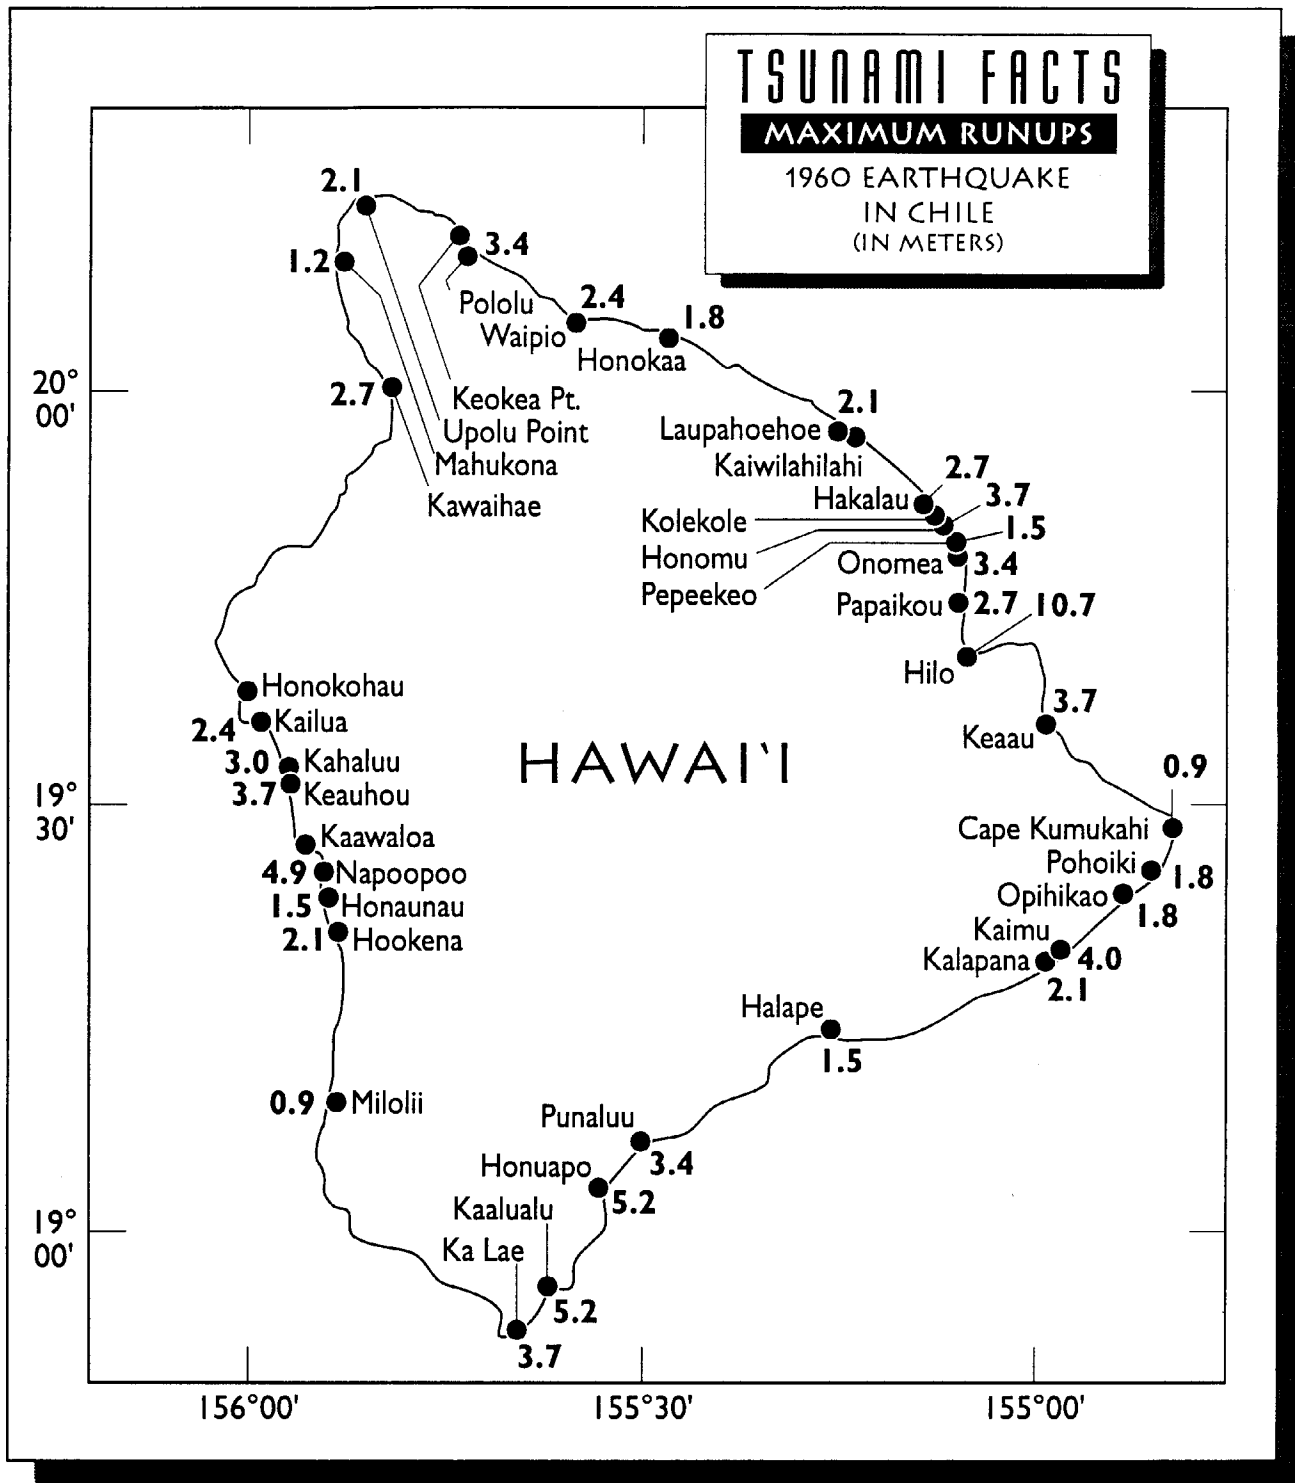 TSUNAMI FACTS
MAXIMUM RUNUPS
1960 EARTHQUAKE
IN CHILE
(IN METERS)
2.1
1.2
3.4
Pololu
2.4
Waipio
1.8
Honokaa
20°
00'
2.7
Keokea Pt.
Upolu Point
Mahukona
Kawaihae
2.1
Laupahoehoe
Kaiwilahilahi
2.7
Hakalau
3.7
Kolekole
1.5
Honomu
Onomea
3.4
Pepeekeo
Papaikou
2.7
10.7
Hilo
Honokohau
2.4
Kailua
3.7
Keaau
HAWAI'I
3.0
Kahaluu
3.7
Keauhou
0.9
19°
30'
Kaawaloa
Cape Kumukahi
4.9
Napoopoo
Pohoiki
1.8
1.5
Honaunau
Opihikao
1.8
2.1
Hookena
Kaimu
4.0
Kalapana
2.1
Halape
1.5
0.9
Milolii
Punaluu
3.4
Honuapo
5.2
Kaalualu
19°
00'
Ka Lae
5.2
3.7
156°00'
155°30'
155°00'